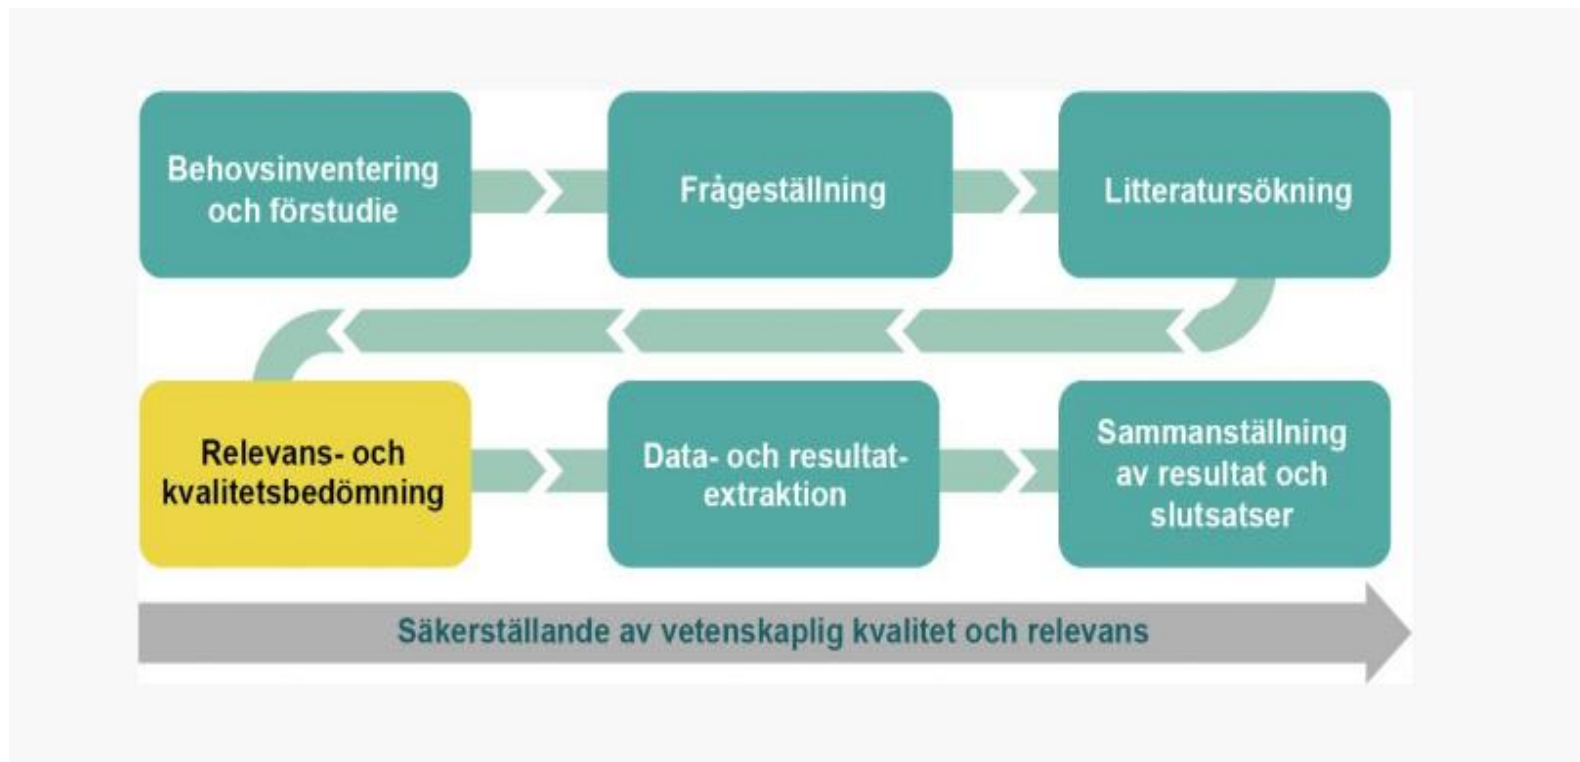 Behovsinventering
och förstudie
Frågeställning
Litteratursökning
Relevans- och
kvalitetsbedömning
Data- och resultat-
extraktion
Sammanställning
av resultat och
slutsatser
Säkerställande av vetenskaplig kvalitet och relevans